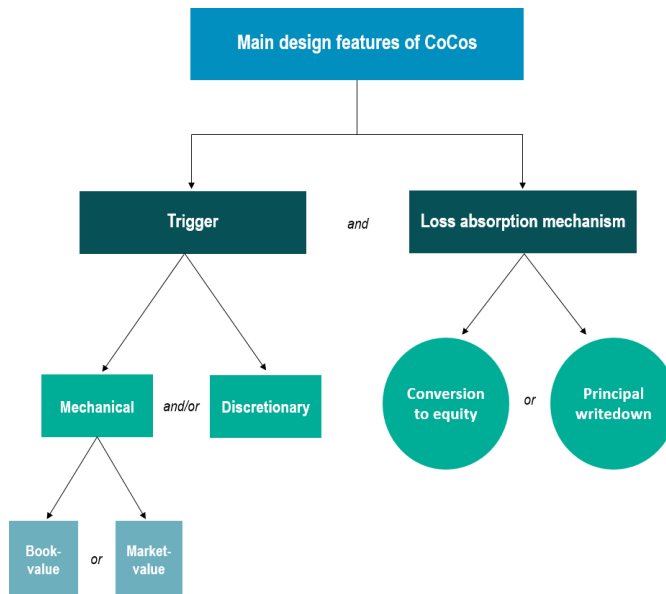 Main design features of CoCos
Trigger
and
Loss absorption mechanism
Mechanical
and/or
Discretionary
Conversion
to equity
or
Principal
writedown
Book-
value
or
Market-
value